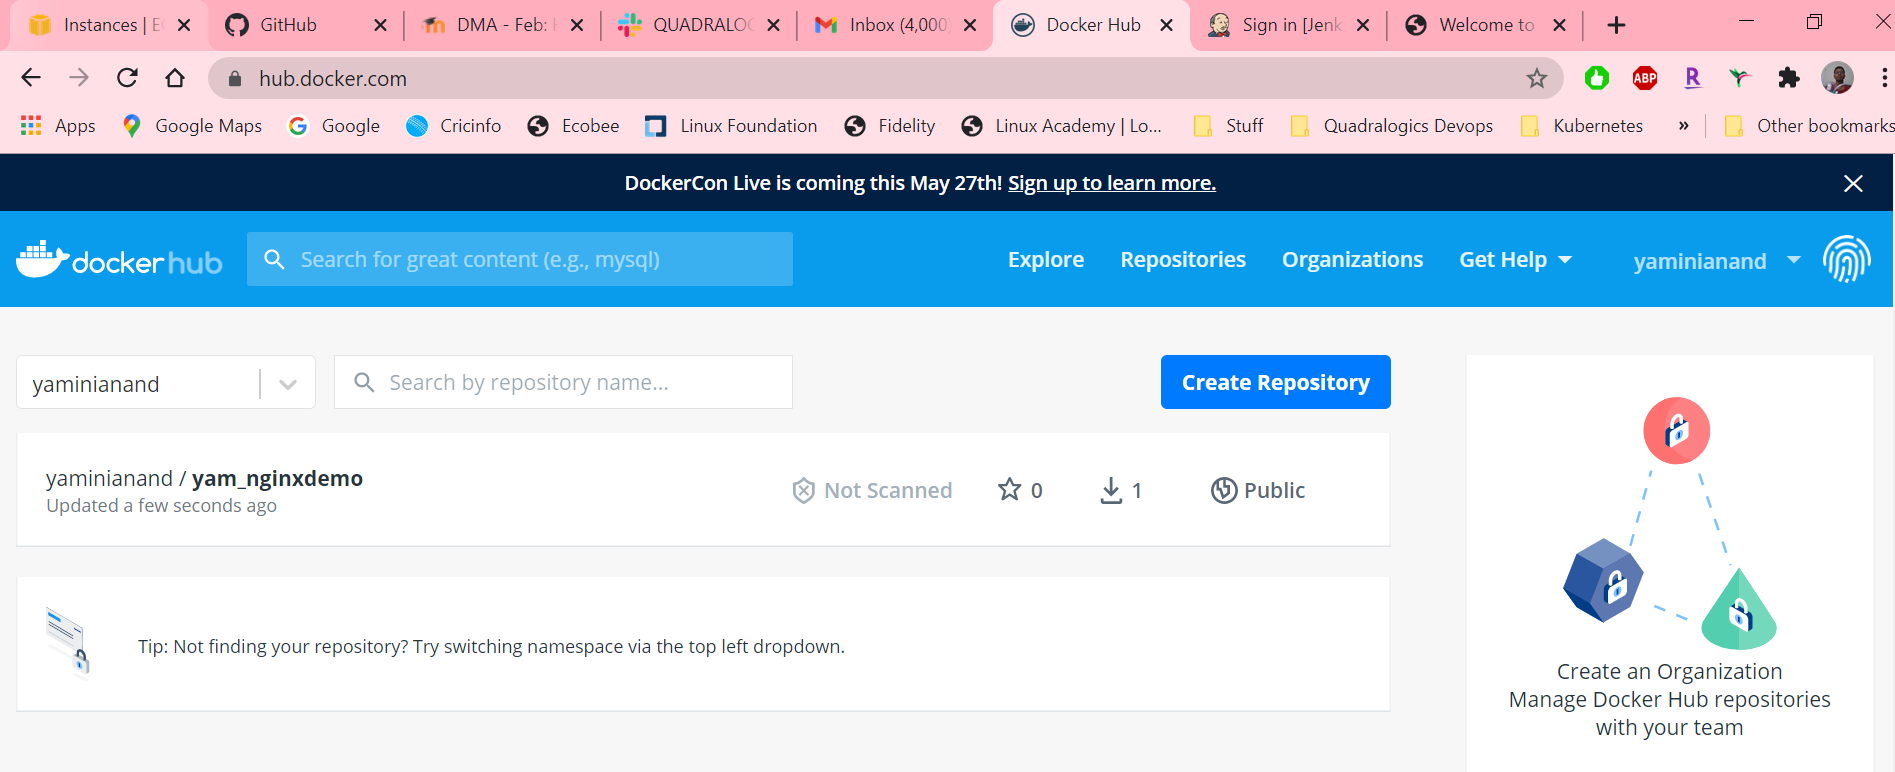 Instances | E
GitHub
DMA - Feb:
QUADRALO
Inbox (4,000
Docker Hub
Sign in [Jenk
Welcome to
hub.docker.com
ABP
R
Apps
Google Maps
Google
Cricinfo
Ecobee
Linux Foundation
Fidelity
Linux Academy | Lo...
Stuff
Quadralogics Devops
Kubernetes
»
Other bookmarks
DockerCon Live is coming this May 27th! Sign up to learn more.
docker hub
Search for great content (e.g., mysql)
Explore
Repositories
Organizations
Get Help
yaminianand
yaminianand
Search by repository name...
Create Repository
yaminianand / yam_nginxdemo
Updated a few seconds ago
Not Scanned
0
1
Public
Tip: Not finding your repository? Try switching namespace via the top left dropdown.
Create an Organization
Manage Docker Hub repositories
with your team